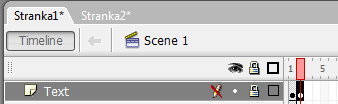 Stranka1* Stranka2*
Timeline Scene 1
1 5
Text